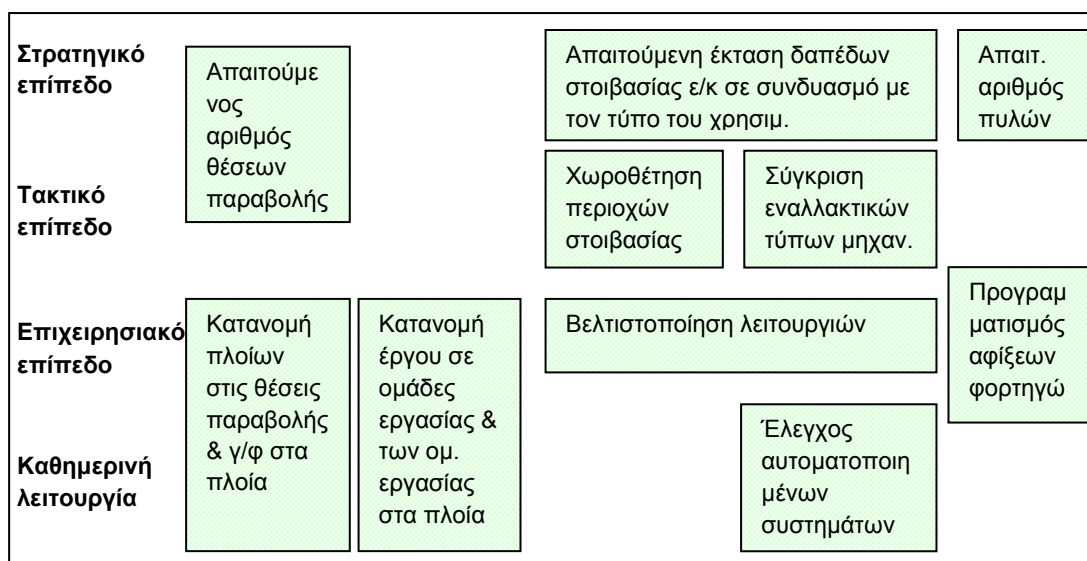 Στρατηγικό
επίπεδο
Απαιτούμε
νος
αριθμός
θέσεων
παραβολής
Απαιτούμενη έκταση δαπέδων
στοιβασίας ε/κ σε συνδυασμό με
τον τύπο του χρησιμ.
Απαιτ.
αριθμός
πυλών
Τακτικό
επίπεδο
Χωροθέτηση
περιοχών
στοιβασίας
Σύγκριση
εναλλακτικών
τύπων μηχαν.
Επιχειρησιακό
επίπεδο
Κατανομή
πλοίων
στις θέσεις
παραβολής
& γ/φ στα
πλοία
Κατανομή
έργου σε
ομάδες
εργασίας &
των ομ.
εργασίας
στα πλοία
Βελτιστοποίηση λειτουργιών
Προγραμ
ματισμός
αφίξεων
φορτηγώ
Καθημερινή
λειτουργία
Έλεγχος
αυτοματοποιη
μένων
συστημάτων